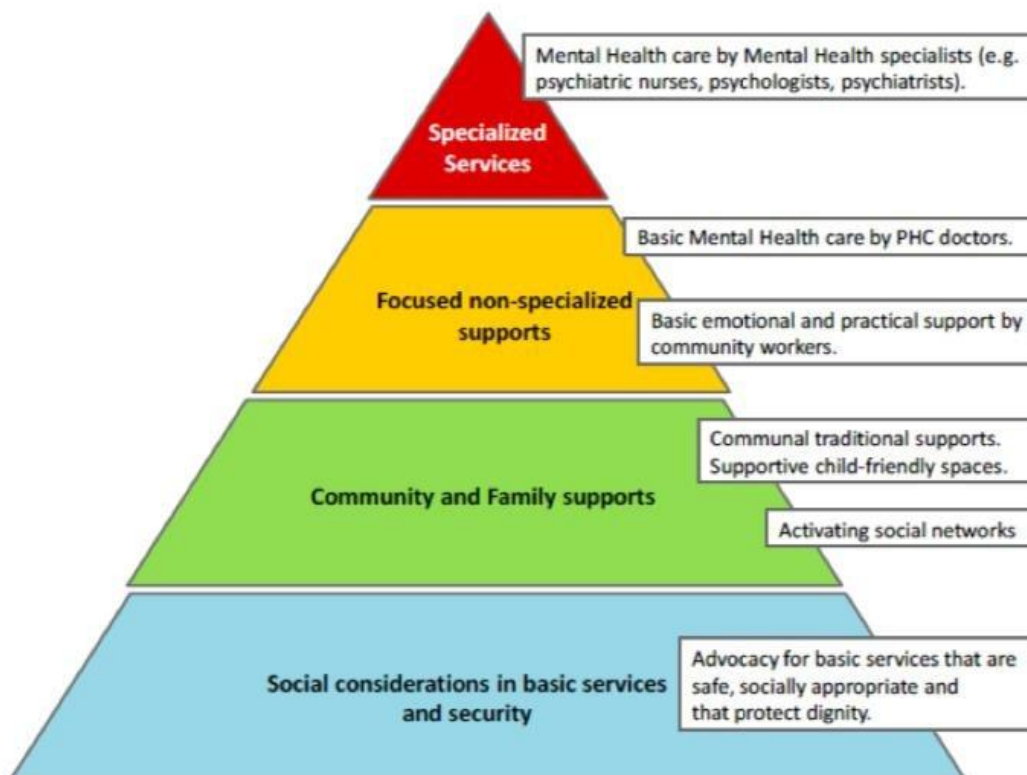 Mental Health care by Mental Health specialists (e.g.
psychiatric nurses, psychologists, psychiatrists).
Specialized
Services
Basic Mental Health care by PHC doctors.
Focused non-specialized
supports
Basic emotional and practical support by
community workers.
Communal traditional supports.
Supportive child-friendly spaces.
Community and Family supports
Activating social networks
Social considerations in basic services
and security
Advocacy for basic services that are
safe, socially appropriate and
that protect dignity.